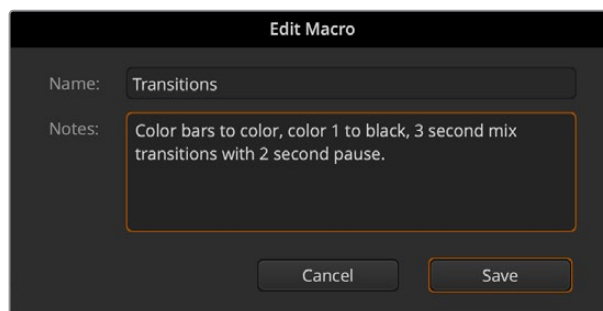 Edit Macro
Name: Transitions
Notes: Color bars to color, color 1 to black, 3 second mix
transitions with 2 second pause.
Cancel Save